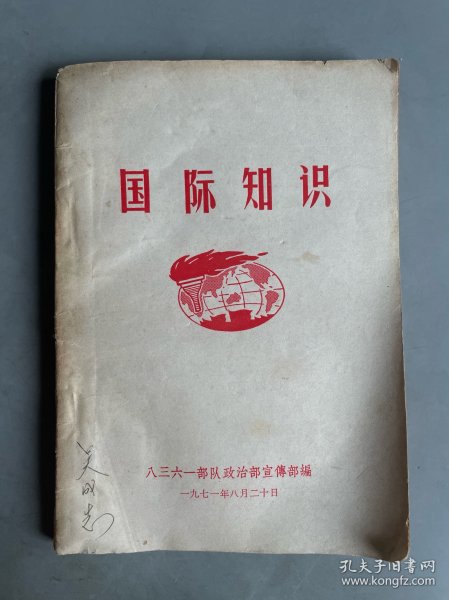 国际知识
八三六一部队政治部宣傳部編
一九七一年八月二十日
孔夫子旧书网
www.kongfz.com